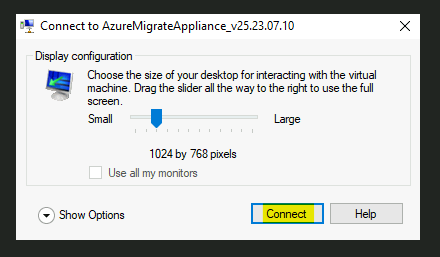 Connect to AzureMigrateAppliance_v25.23.07.10
Display configuration
Choose the size of your desktop for interacting with the virtual
machine. Drag the slider all the way to the right to use the full
screen.
Small Large
1024 by 768 pixels
Use all my monitors
Show Options Connect Help